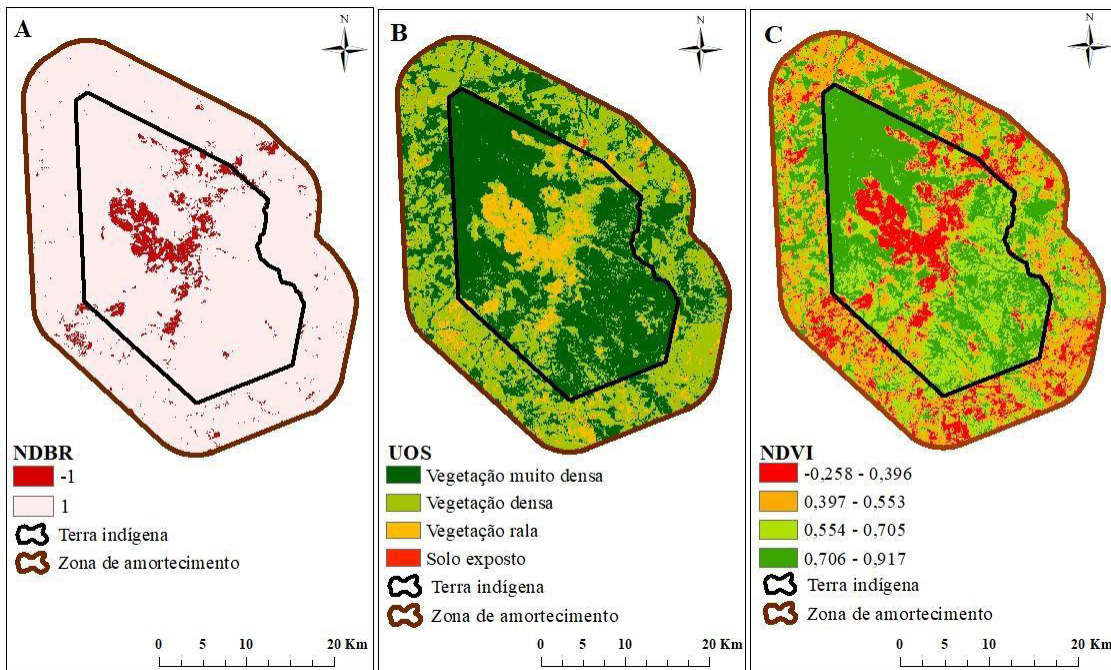 A
N
NDBR
-1
1
Terra indígena
Zona de amortecimento
0 5 10 20 Km
B
N
UOS
Vegetação muito densa
Vegetação densa
Vegetação rala
Solo exposto
Terra indígena
Zona de amortecimento
0 5 10 20 Km
C
N
NDVI
-0,258 - 0,396
0,397 - 0,553
0,554 - 0,705
0,706 - 0,917
Terra indígena
Zona de amortecimento
0 5 10 20 Km